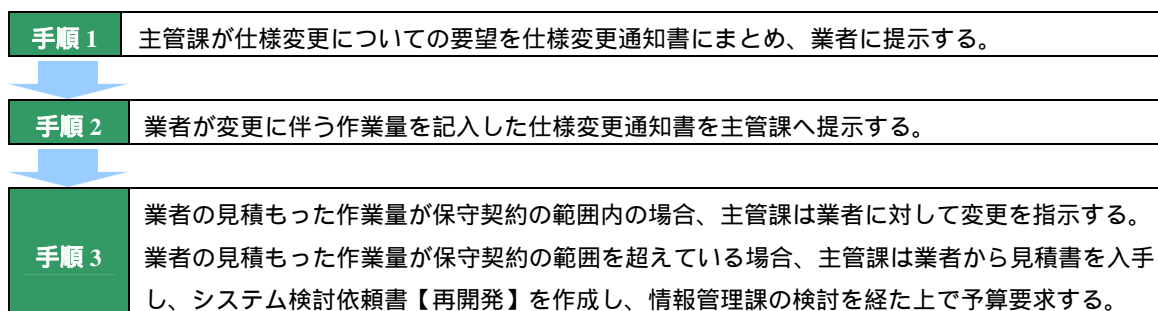 手順 1 主管課が仕様変更についての要望を仕様変更通知書にまとめ、業者に提示する。
手順 2 業者が変更に伴う作業量を記入した仕様変更通知書を主管課へ提示する。
業者の見積もった作業量が保守契約の範囲内の場合、主管課は業者に対して変更を指示する。
手順 3 業者の見積もった作業量が保守契約の範囲を超えている場合、主管課は業者から見積書を入手
し、システム検討依頼書【再開発】を作成し、情報管理課の検討を経た上で予算要求する。